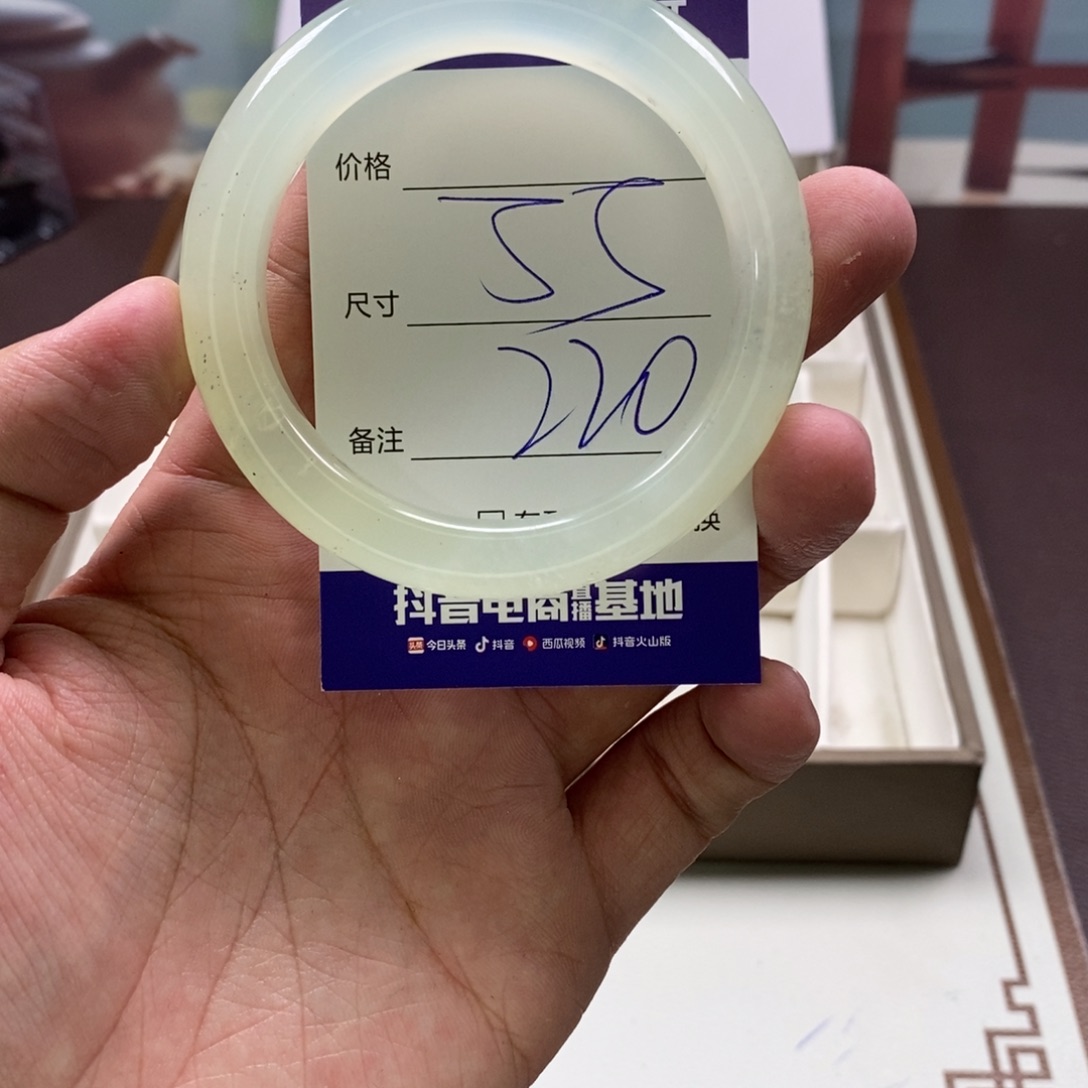 价格
55
尺寸
220
备注
换
抖音电商直播基地
今日头条 抖音 西瓜视频 抖音火山版